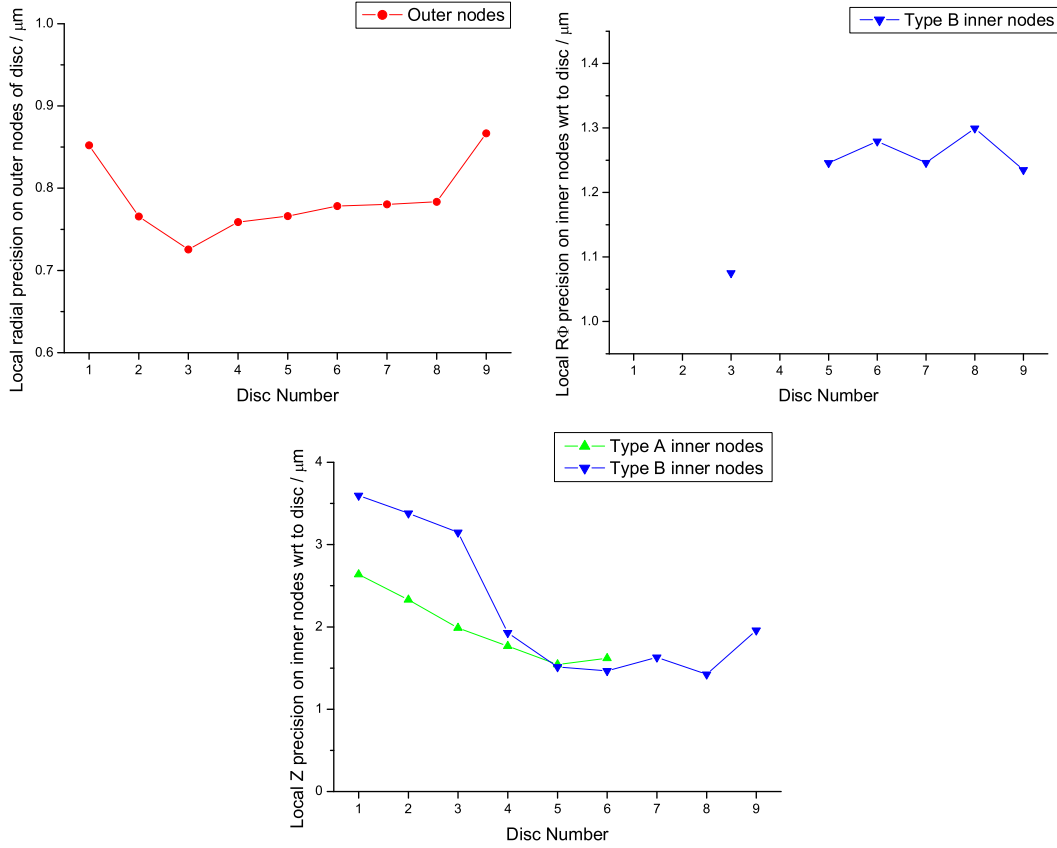 Outer nodes
Local radial precision on outer nodes of disc / μm
1.0
0.9
0.8
0.7
0.6
1 2 3 4 5 6 7 8 9
Disc Number
Type B inner nodes
Local RΦ precision on inner nodes wrt to disc / μm
1.4
1.3
1.2
1.1
1.0
1 2 3 4 5 6 7 8 9
Disc Number
Type A inner nodes
Type B inner nodes
Local Z precision on inner nodes wrt to disc / μm
4
3
2
1
0
1 2 3 4 5 6 7 8 9
Disc Number